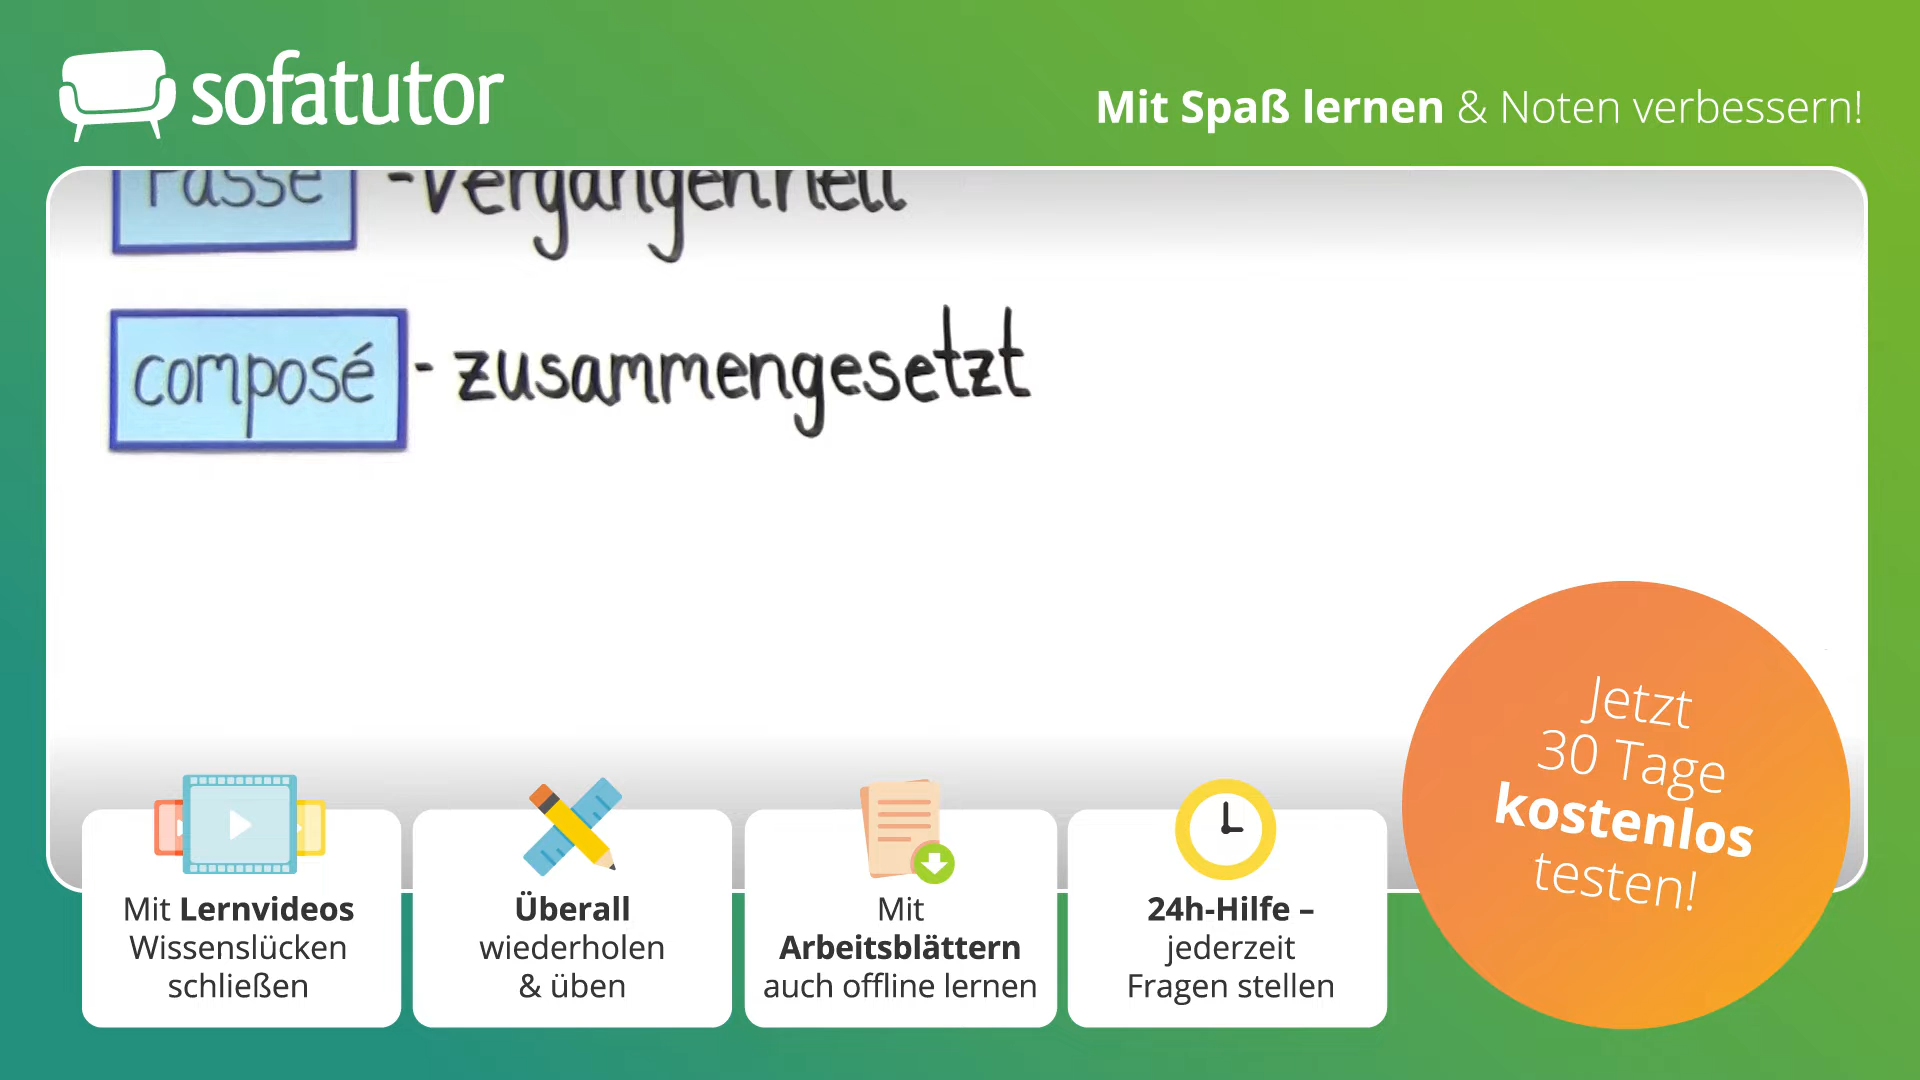 sofatutor
Mit Spaß lernen & Noten verbessern!
Passé - Vergangenheit
composé - zusammengesetzt
Jetzt
30 Tage
kostenlos
testen!
Mit Lernvideos
Wissenslücken
schließen
Überall
wiederholen
& üben
Mit
Arbeitsblättern
auch offline lernen
24h-Hilfe –
jederzeit
Fragen stellen